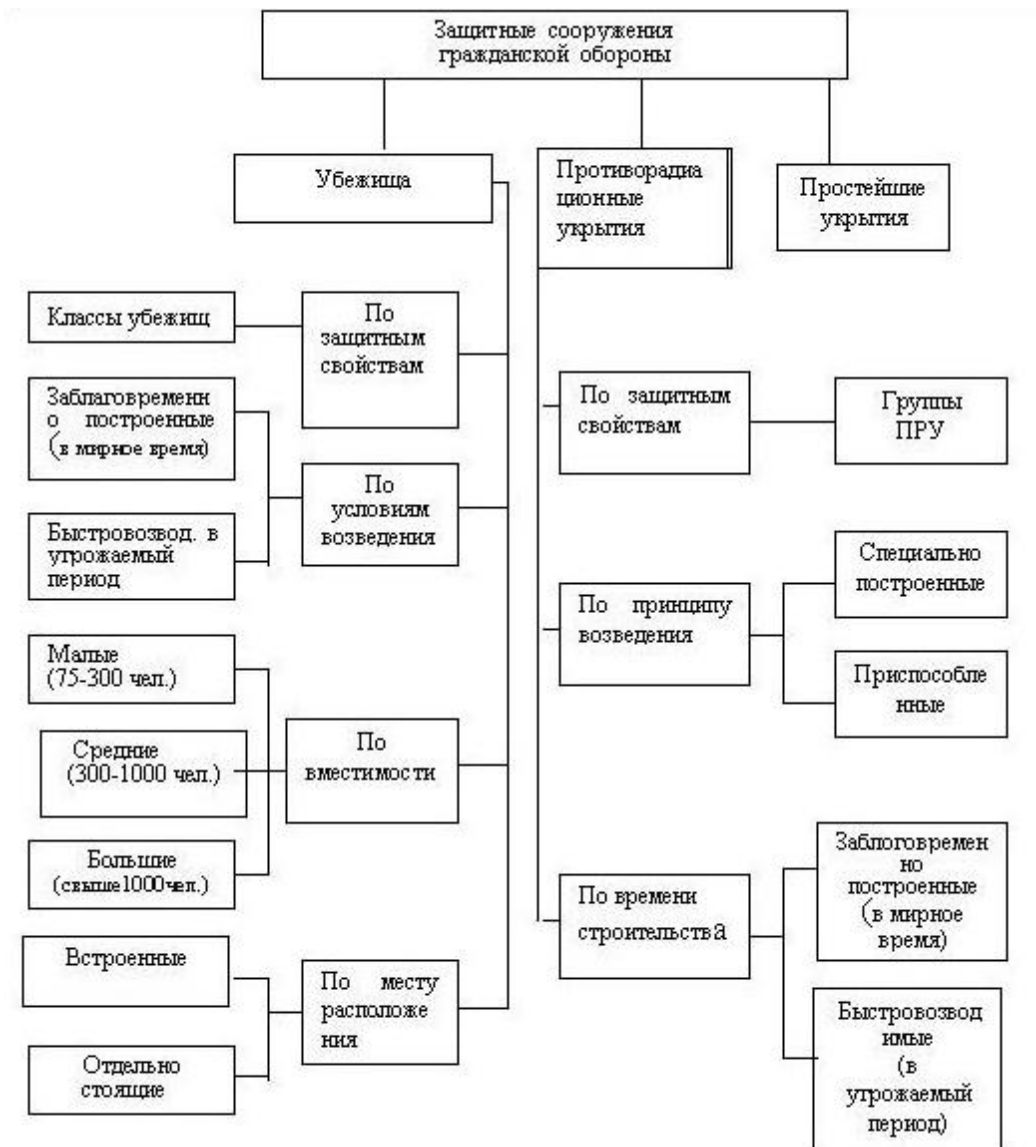 Защитные сооружения
гражданской обороны
Убежища
Противорадиа
ционные
укрытия
Простейшие
укрытия
Классы убежищ
По
защитным
свойствам
Заблаговременн
о построенные
(в мирное время)
По
условиям
возведения
Быстровозвод. в
утрожаемый
период
Малые
(75-300 чел.)
Средние
(300-1000 чел.)
По
вместимости
Большие
(свыше1000чел.)
Встроенные
По месту
расположе
ния
Отдельно
стоящие
По защитным
свойствам
Группы
ПРУ
По принципу
возведения
Специально
построенные
Приспособле
нные
По времени
строительства
Заблоговремен
но
построенные
(в мирное
время)
Быстровозвод
имые
(в
утрожаемый
период)